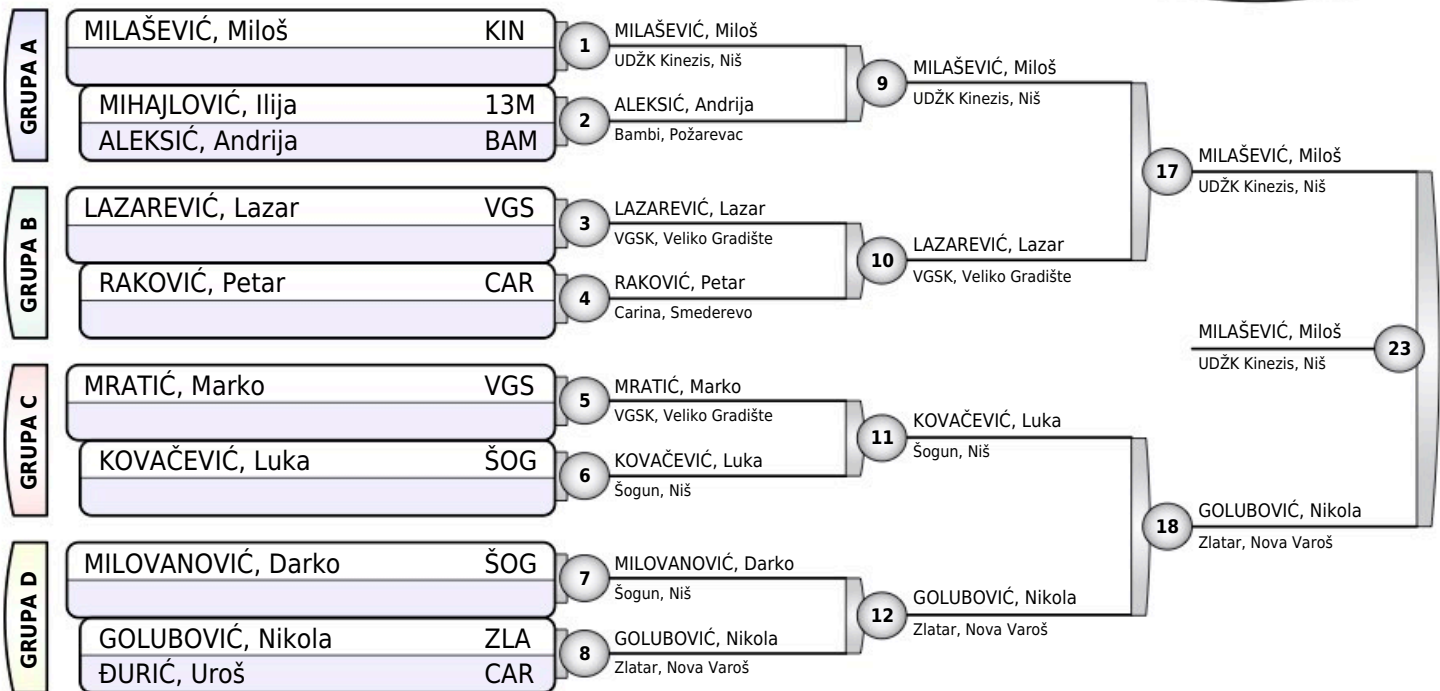 GRUPA A
MILAŠEVIĆ, Miloš KIN
MIHAJLOVIĆ, Ilija 13M
ALEKSIĆ, Andrija BAM
1
MILAŠEVIĆ, Miloš
UDŽK Kinezis, Niš
2
ALEKSIĆ, Andrija
Bambi, Požarevac
9
MILAŠEVIĆ, Miloš
UDŽK Kinezis, Niš
GRUPA B
LAZAREVIĆ, Lazar VGS
RAKOVIĆ, Petar CAR
3
LAZAREVIĆ, Lazar
VGSK, Veliko Gradište
4
RAKOVIĆ, Petar
Carina, Smederevo
10
LAZAREVIĆ, Lazar
VGSK, Veliko Gradište
17
MILAŠEVIĆ, Miloš
UDŽK Kinezis, Niš
GRUPA C
MRATIĆ, Marko VGS
KOVAČEVIĆ, Luka ŠOG
5
MRATIĆ, Marko
VGSK, Veliko Gradište
6
KOVAČEVIĆ, Luka
Šogun, Niš
11
KOVAČEVIĆ, Luka
Šogun, Niš
GRUPA D
MILOVANOVIĆ, Darko ŠOG
GOLUBOVIĆ, Nikola ZLA
ĐURIĆ, Uroš CAR
7
MILOVANOVIĆ, Darko
Šogun, Niš
8
GOLUBOVIĆ, Nikola
Zlatar, Nova Varoš
12
GOLUBOVIĆ, Nikola
Zlatar, Nova Varoš
18
GOLUBOVIĆ, Nikola
Zlatar, Nova Varoš
MILAŠEVIĆ, Miloš
UDŽK Kinezis, Niš
23